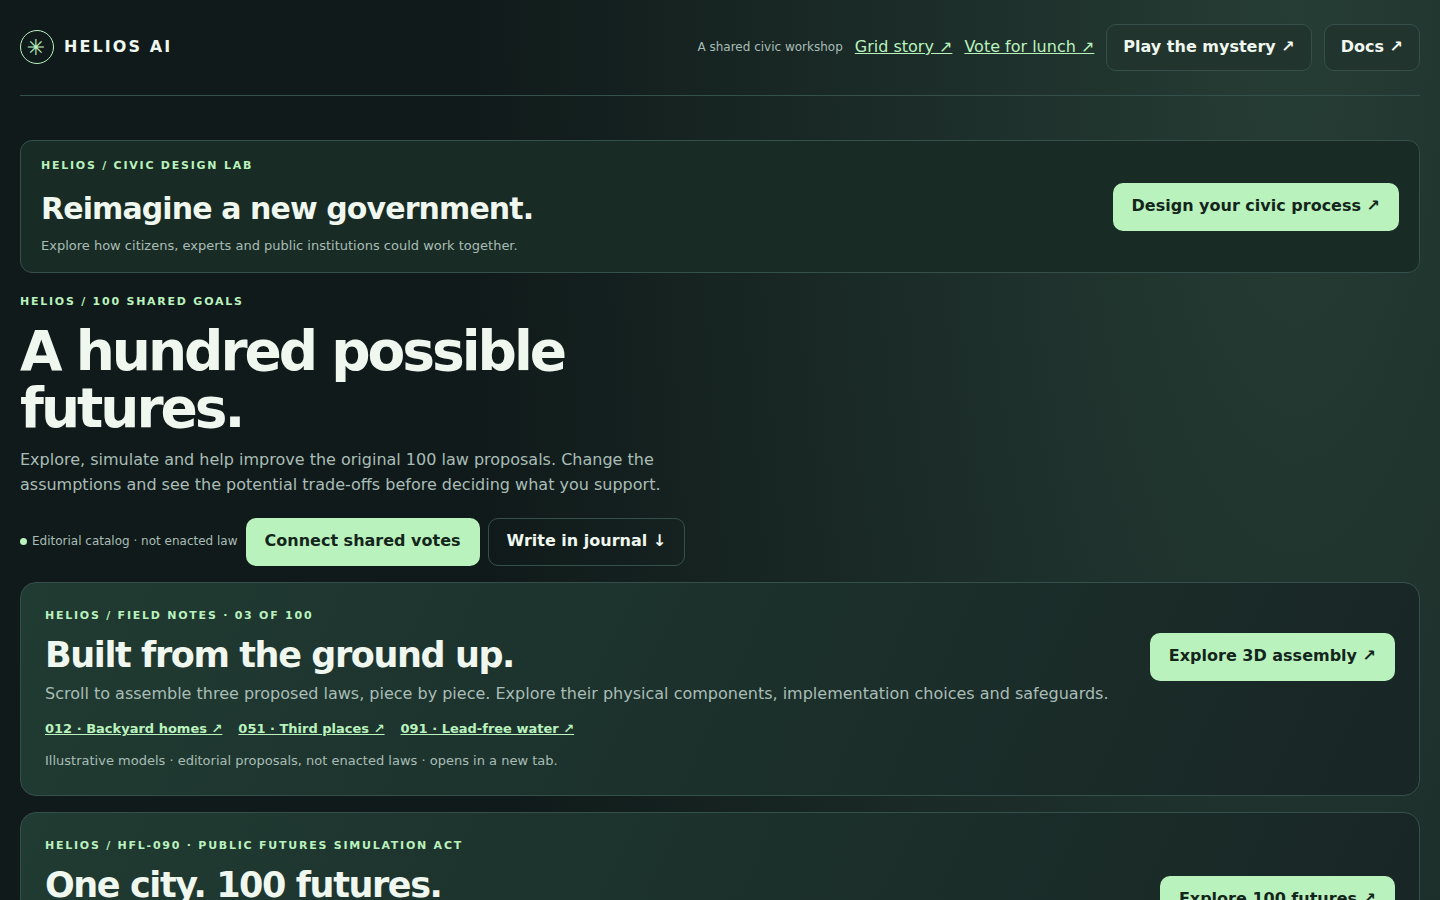 HELIOS AI
A shared civic workshop Grid story ↗ Vote for lunch ↗ Play the mystery ↗ Docs ↗
HELIOS / CIVIC DESIGN LAB
Reimagine a new government.
Explore how citizens, experts and public institutions could work together.
Design your civic process ↗
HELIOS / 100 SHARED GOALS
A hundred possible
futures.
Explore, simulate and help improve the original 100 law proposals. Change the
assumptions and see the potential trade-offs before deciding what you support.
Editorial catalog · not enacted law Connect shared votes Write in journal ↓
HELIOS / FIELD NOTES · 03 OF 100
Built from the ground up.
Scroll to assemble three proposed laws, piece by piece. Explore their physical components, implementation choices and safeguards.
012 · Backyard homes ↗ 051 · Third places ↗ 091 · Lead-free water ↗
Illustrative models · editorial proposals, not enacted laws · opens in a new tab.
Explore 3D assembly ↗
HELIOS / HFL-090 · PUBLIC FUTURES SIMULATION ACT
One city. 100 futures.
Explore 100 futures ↗